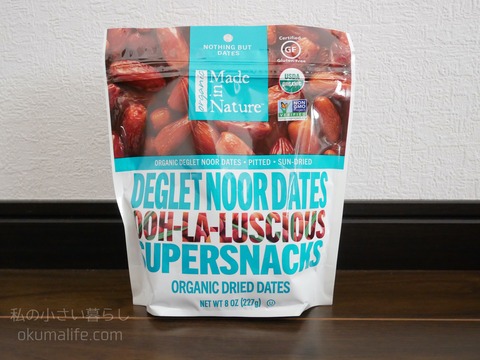 NOTHING BUT
DATES
Certified
GF
Gluten-Free
organic
Made
in
Nature
USDA
ORGANIC
NON
GMO
VERIFIED
ORGANIC DEGLET NOOR DATES • PITTED • SUN-DRIED
DEGLET NOOR DATES
OOH-LA-LUSCIOUS
SUPERSNACKS
ORGANIC DRIED DATES
NET WT 8 OZ (227g)
私の小さい暮らし
okumalife.com